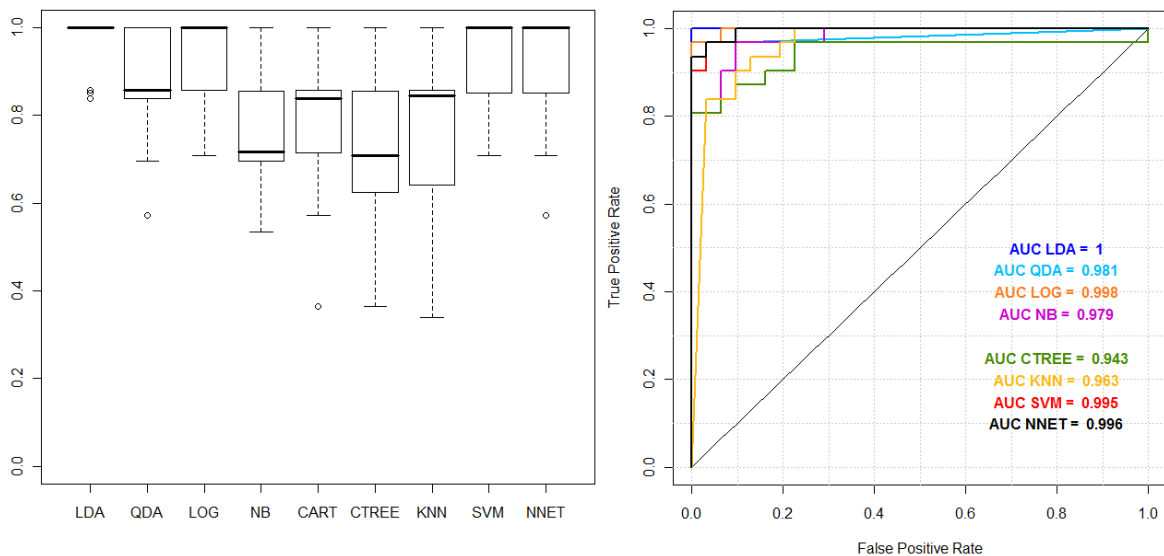 1.0
0.8
0.6
0.4
0.2
0.0
LDA QDA LOG NB CART CTREE KNN SVM NNET
True Positive Rate
1.0
0.8
0.6
0.4
0.2
0.0
AUC LDA = 1
AUC QDA = 0.981
AUC LOG = 0.998
AUC NB = 0.979
AUC CTREE = 0.943
AUC KNN = 0.963
AUC SVM = 0.995
AUC NNET = 0.996
0.0 0.2 0.4 0.6 0.8 1.0
False Positive Rate